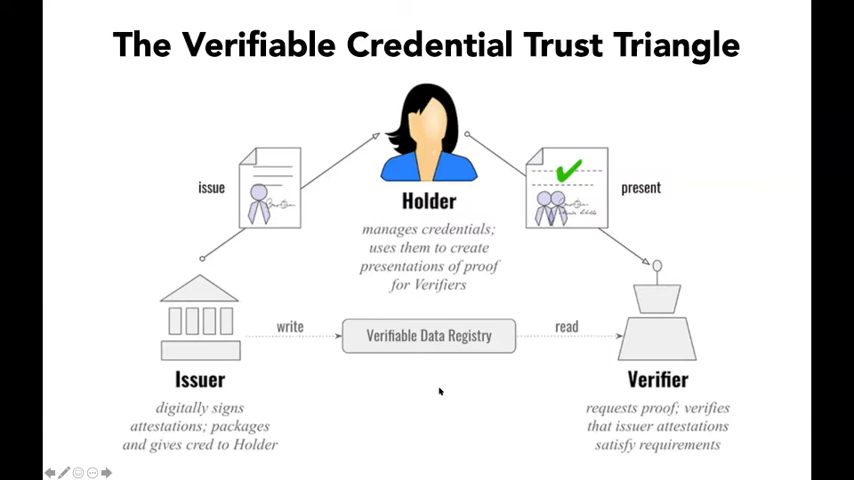 The Verifiable Credential Trust Triangle
issue
present
Holder
manages credentials;
uses them to create
presentations of proof
for Verifiers
write
Verifiable Data Registry
read
Issuer
digitally signs
attestations; packages
and gives cred to Holder
Verifier
requests proof; verifies
that issuer attestations
satisfy requirements